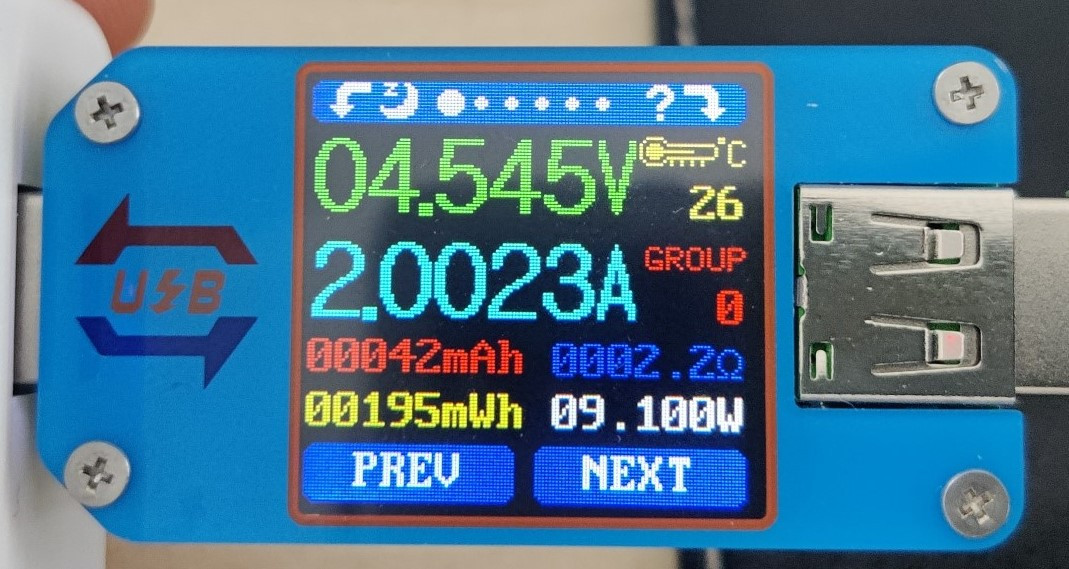 ?
04.545V °C
26
2.0023A GROUP
0
00042mAh 0002.2Ω
00195mWh 09.100W
PREV NEXT
USB